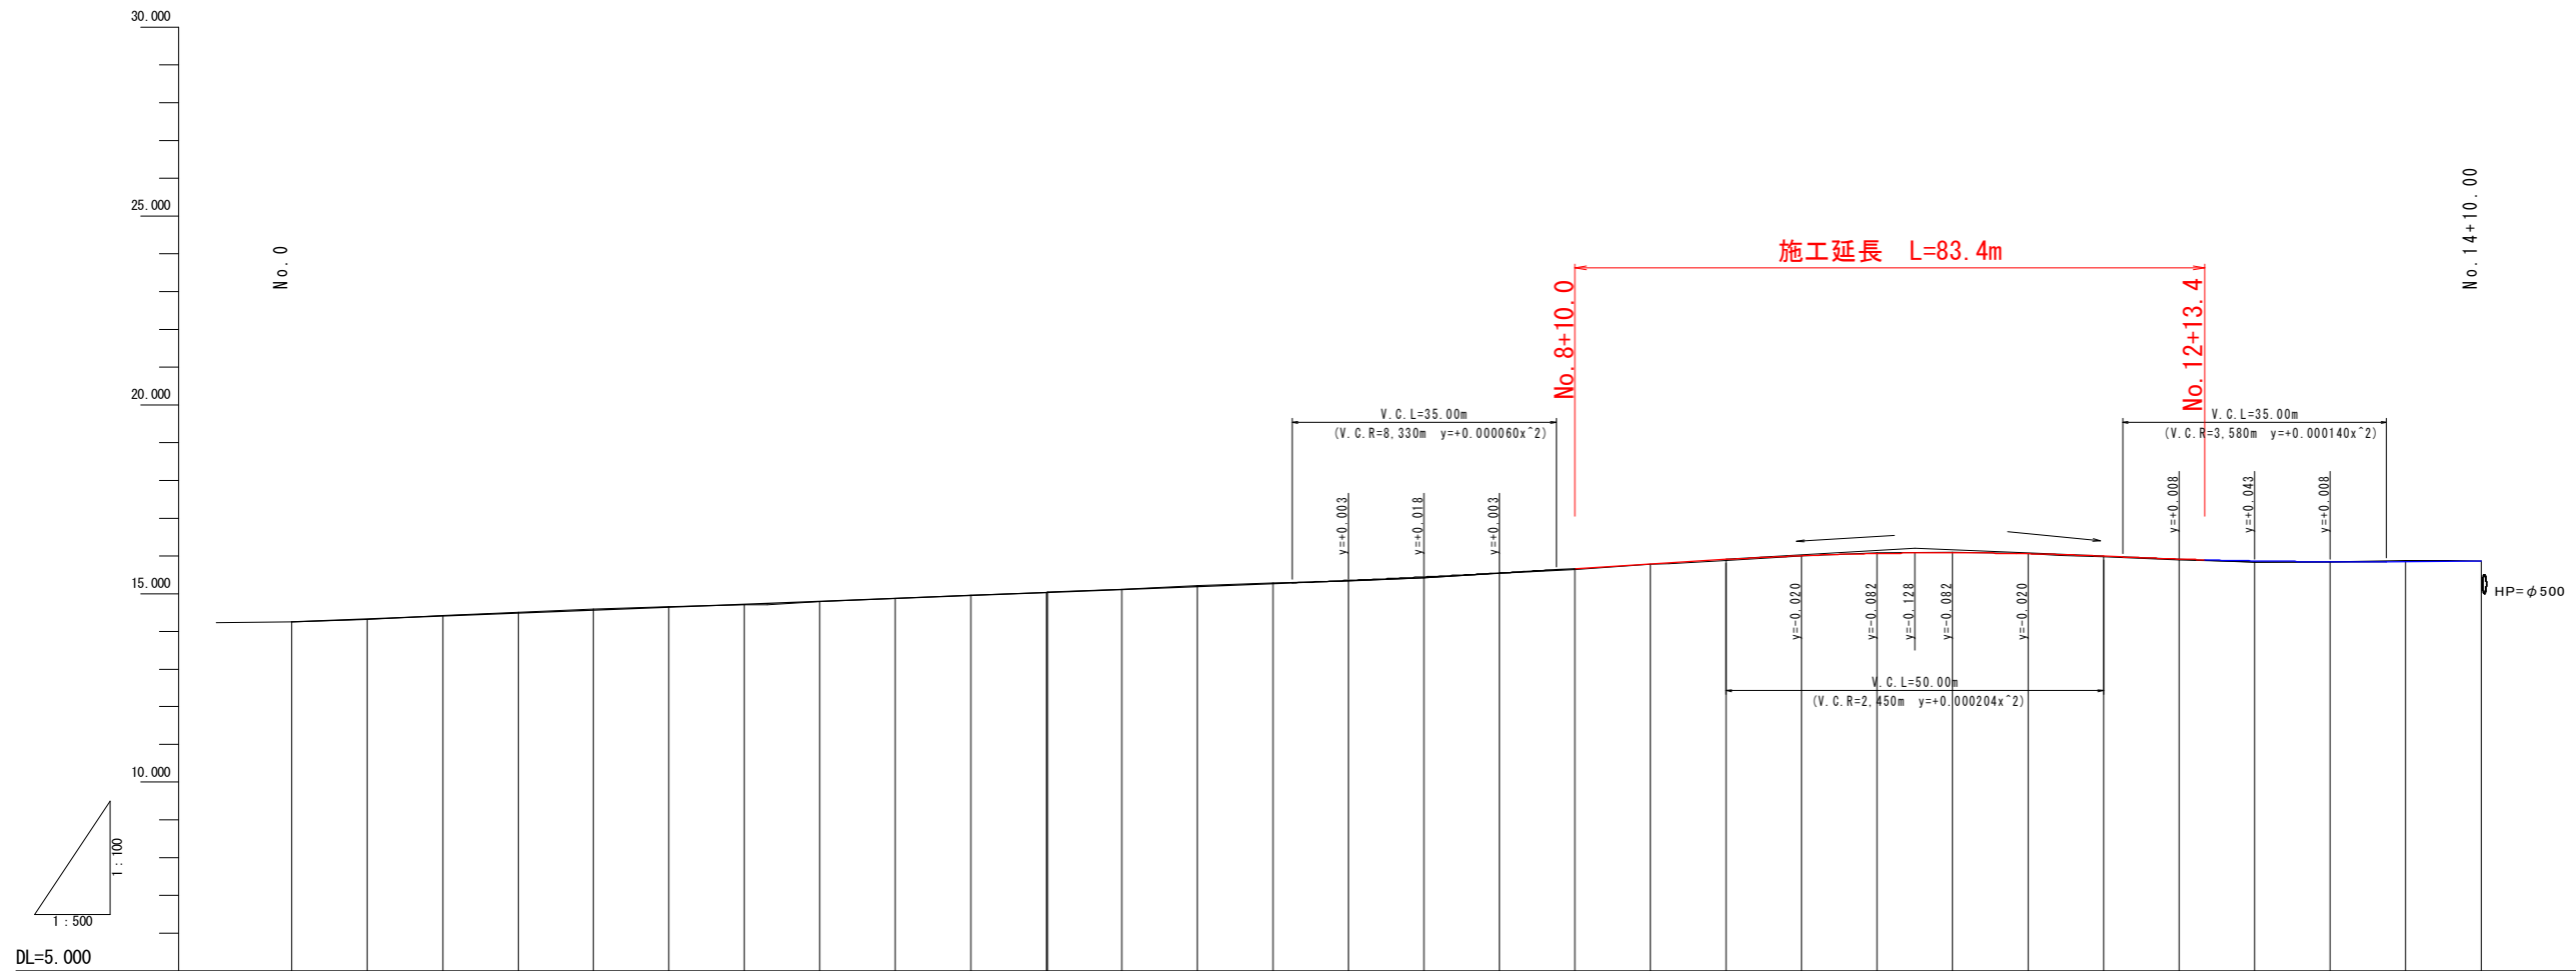 30.000
25.000
20.000
15.000
10.000
DL=5.000
1:100
1:500
No.0
No.14+10.00
施工延長 L=83.4m
No.8+10.0
No.12+13.4
V.C.L=35.00m
(V.C.R=8,330m y=+0.000060x^2)
y=+0.003
y=+0.018
y=+0.003
V.C.L=35.00m
(V.C.R=3,580m y=+0.000140x^2)
y=+0.008
y=+0.043
y=+0.008
y=-0.020
y=-0.082
y=-0.128
y=-0.082
y=-0.020
V.C.L=50.00m
(V.C.R=2,450m y=+0.000204x^2)
HP=φ500